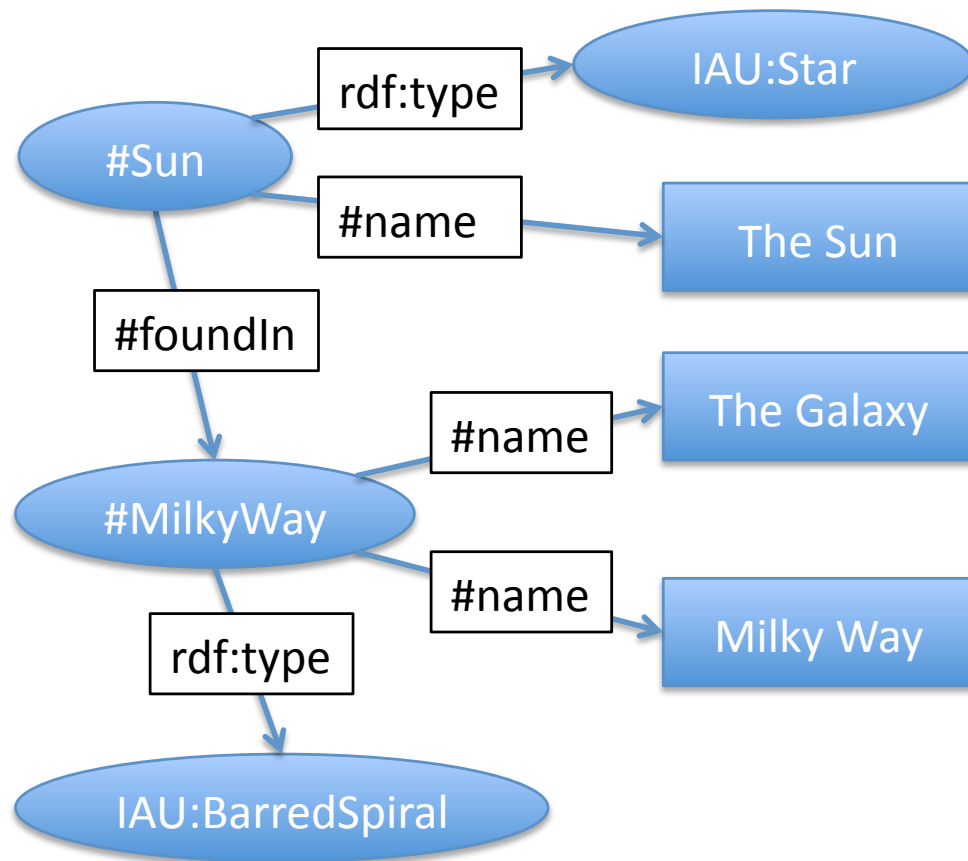 IAU:Star
rdf:type
#Sun
#name
The Sun
#foundIn
The Galaxy
#name
#MilkyWay
#name
Milky Way
rdf:type
IAU:BarredSpiral